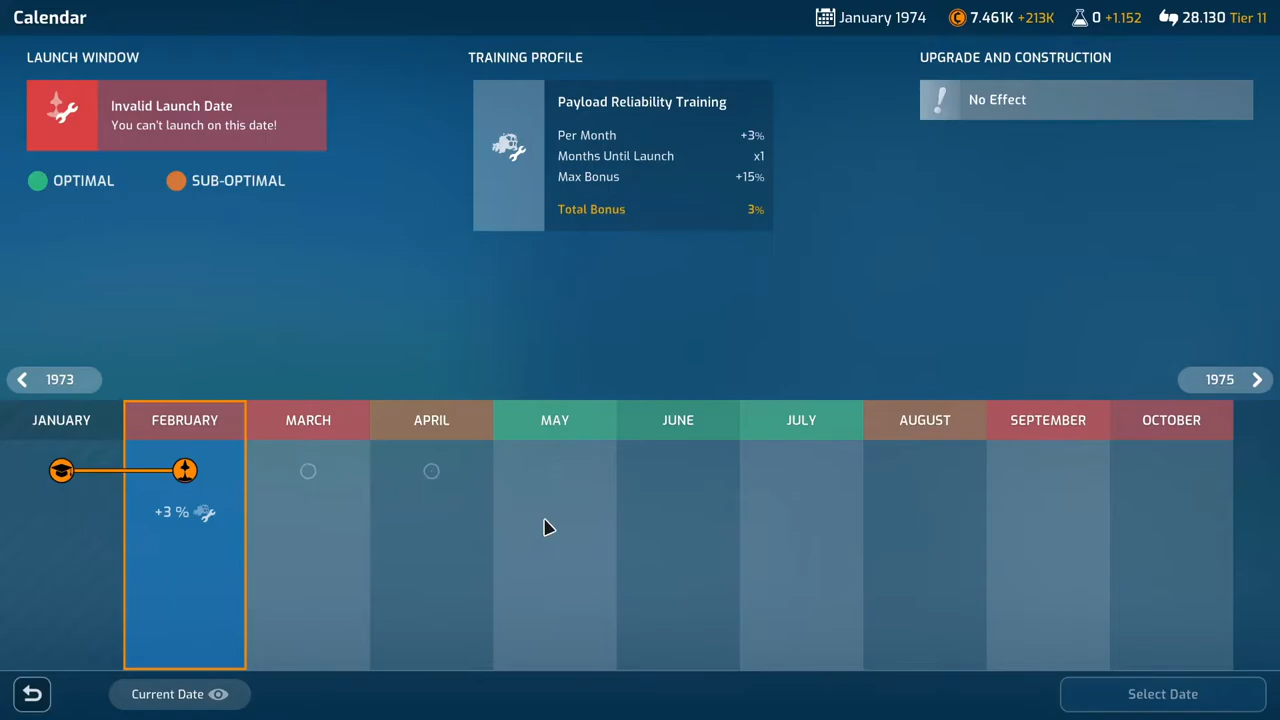 Calendar
January 1974
7.461K +213K
0 +1.152
28.130 Tier 11
LAUNCH WINDOW
Invalid Launch Date
You can't launch on this date!
OPTIMAL
SUB-OPTIMAL
TRAINING PROFILE
Payload Reliability Training
Per Month +3%
Months Until Launch x1
Max Bonus +15%
Total Bonus 3%
UPGRADE AND CONSTRUCTION
No Effect
1973
1975
JANUARY
FEBRUARY
MARCH
APRIL
MAY
JUNE
JULY
AUGUST
SEPTEMBER
OCTOBER
+3 %
Current Date
Select Date